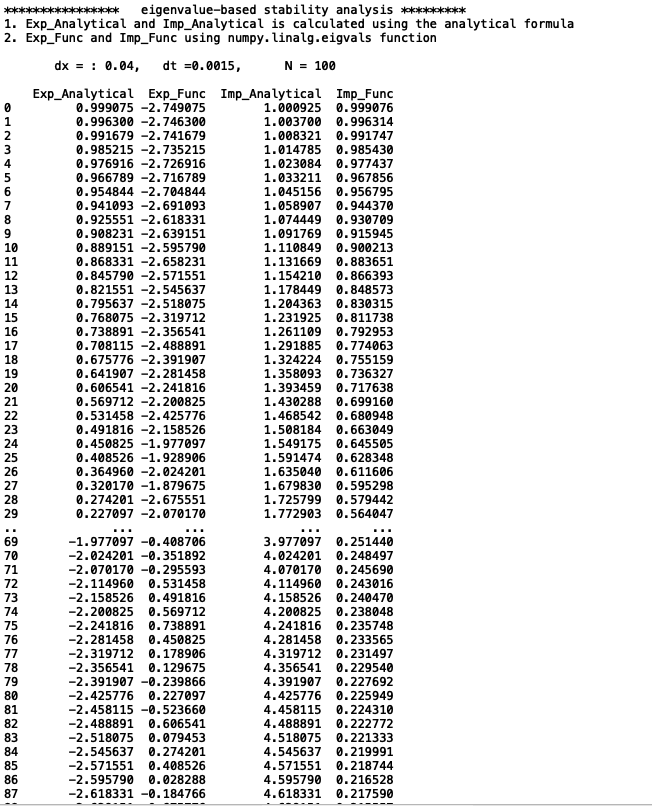 **************** eigenvalue-based stability analysis *********
1. Exp_Analytical and Imp_Analytical is calculated using the analytical formula
2. Exp_Func and Imp_Func using numpy.linalg.eigvals function
dx = : 0.04, dt =0.0015, N = 100
Exp_Analytical Exp_Func Imp_Analytical Imp_Func
0 0.999075 -2.749075 1.000925 0.999076
1 0.996300 -2.746300 1.003700 0.996314
2 0.991679 -2.741679 1.008321 0.991747
3 0.985215 -2.735215 1.014785 0.985430
4 0.976916 -2.726916 1.023084 0.977437
5 0.966789 -2.716789 1.033211 0.967856
6 0.954844 -2.704844 1.045156 0.956795
7 0.941093 -2.691093 1.058907 0.944370
8 0.925551 -2.618331 1.074449 0.930709
9 0.908231 -2.639151 1.091769 0.915945
10 0.889151 -2.595790 1.110849 0.900213
11 0.868331 -2.658231 1.131669 0.883651
12 0.845790 -2.571551 1.154210 0.866393
13 0.821551 -2.545637 1.178449 0.848573
14 0.795637 -2.518075 1.204363 0.830315
15 0.768075 -2.319712 1.231925 0.811738
16 0.738891 -2.356541 1.261109 0.792953
17 0.708115 -2.488891 1.291885 0.774063
18 0.675776 -2.391907 1.324224 0.755159
19 0.641907 -2.281458 1.358093 0.736327
20 0.606541 -2.241816 1.393459 0.717638
21 0.569712 -2.200825 1.430288 0.699160
22 0.531458 -2.425776 1.468542 0.680948
23 0.491816 -2.158526 1.508184 0.663049
24 0.450825 -1.977097 1.549175 0.645505
25 0.408526 -1.928906 1.591474 0.628348
26 0.364960 -2.024201 1.635040 0.611606
27 0.320170 -1.879675 1.679830 0.595298
28 0.274201 -2.675551 1.725799 0.579442
29 0.227097 -2.070170 1.772903 0.564047
.. ... ... ... ...
69 -1.977097 -0.408706 3.977097 0.251440
70 -2.024201 -0.351892 4.024201 0.248497
71 -2.070170 -0.295593 4.070170 0.245690
72 -2.114960 0.531458 4.114960 0.243016
73 -2.158526 0.491816 4.158526 0.240470
74 -2.200825 0.569712 4.200825 0.238048
75 -2.241816 0.738891 4.241816 0.235748
76 -2.281458 0.450825 4.281458 0.233565
77 -2.319712 0.178906 4.319712 0.231497
78 -2.356541 0.129675 4.356541 0.229540
79 -2.391907 -0.239866 4.391907 0.227692
80 -2.425776 0.227097 4.425776 0.225949
81 -2.458115 -0.523660 4.458115 0.224310
82 -2.488891 0.606541 4.488891 0.222772
83 -2.518075 0.079453 4.518075 0.221333
84 -2.545637 0.274201 4.545637 0.219991
85 -2.571551 0.408526 4.571551 0.218744
86 -2.595790 0.028288 4.595790 0.216528
87 -2.618331 -0.184766 4.618331 0.217590